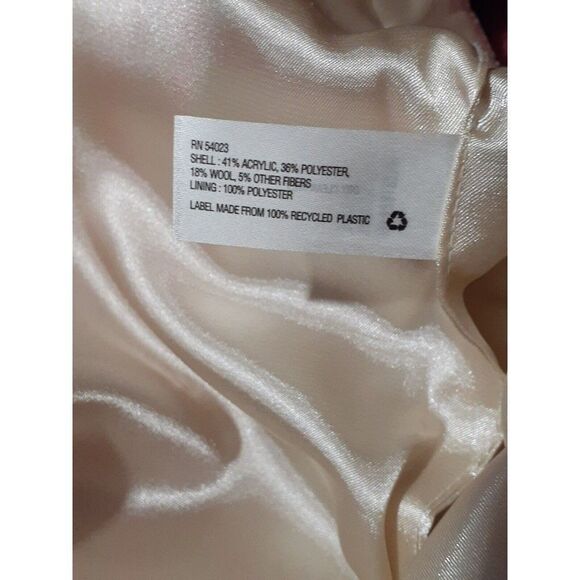 RN 54023
SHELL : 41% ACRYLIC, 36% POLYESTER,
18% WOOL, 5% OTHER FIBERS
LINING : 100% POLYESTER
LABEL MADE FROM 100% RECYCLED PLASTIC